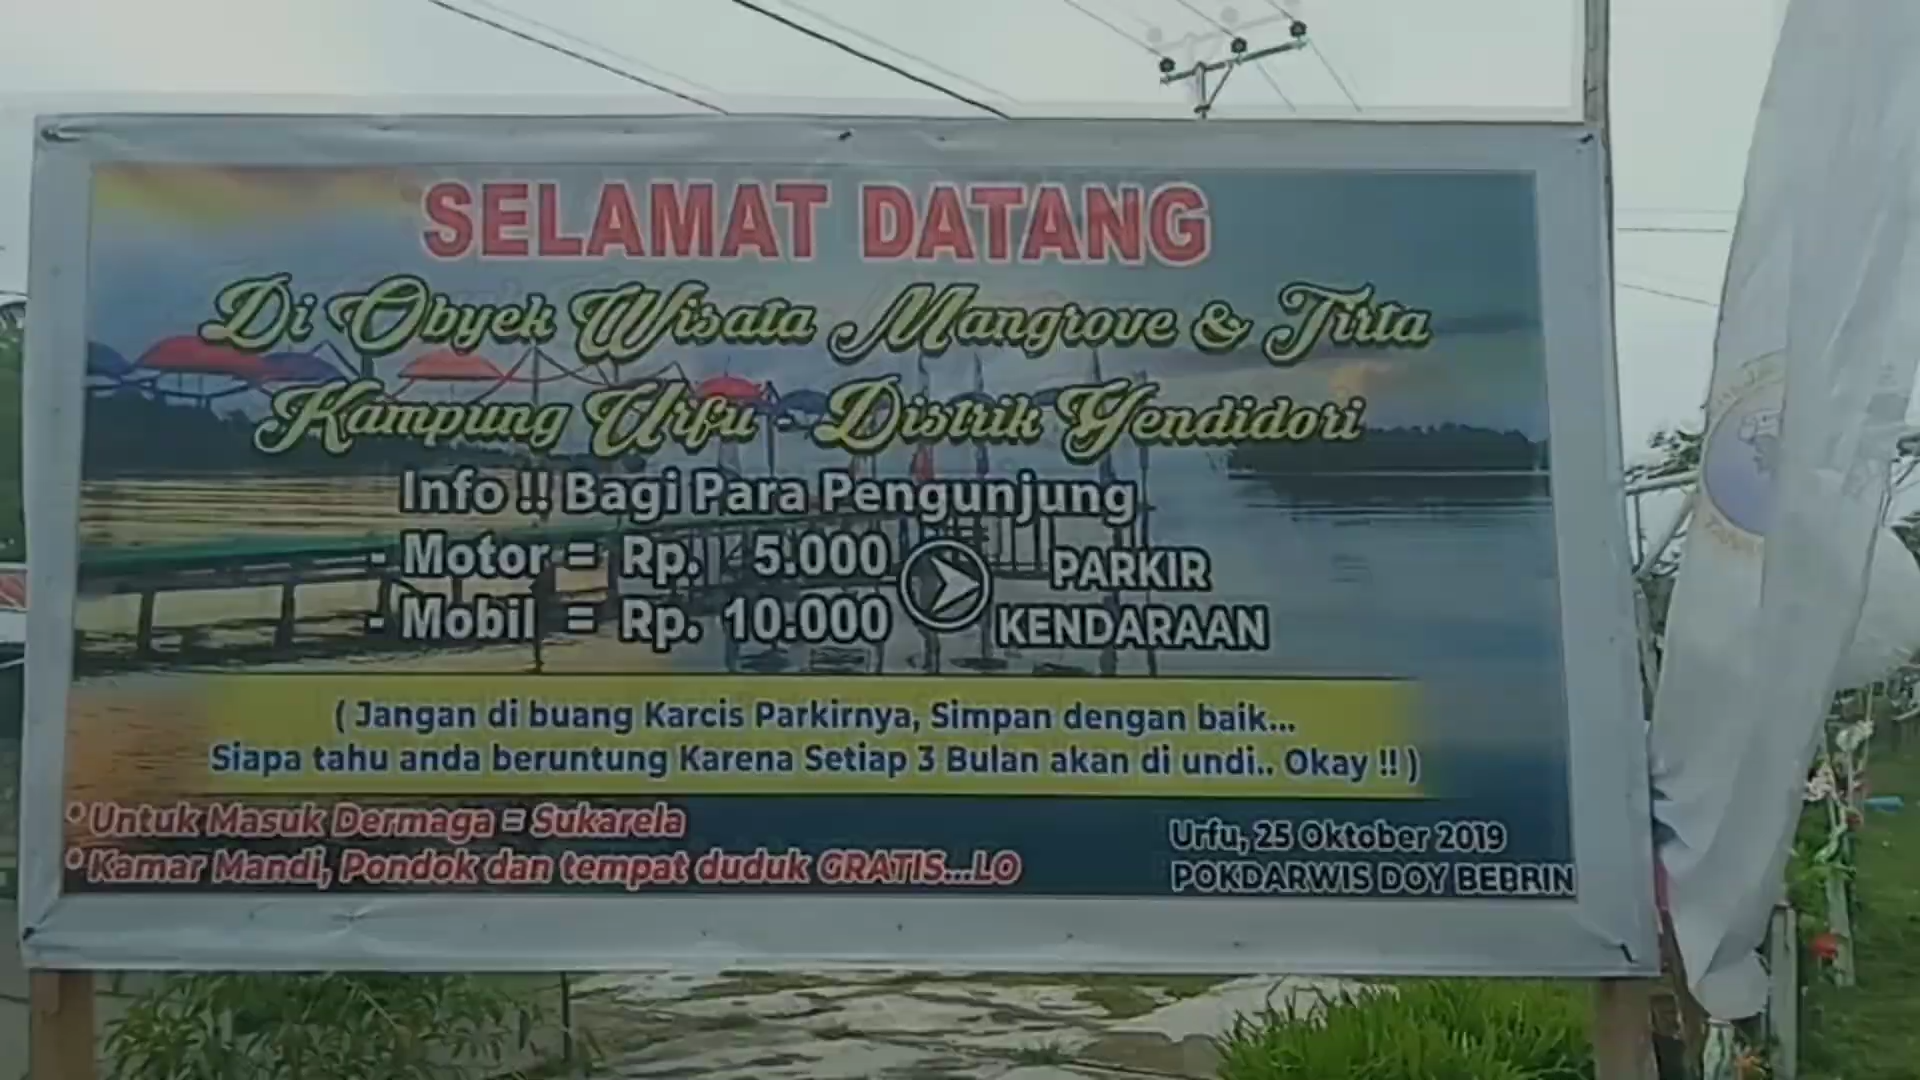 SELAMAT DATANG
Di Obyek Wisata Mangrove & Tirta
Kampung Urfu - Distrik Yendidori
Info !! Bagi Para Pengunjung
- Motor = Rp. 5.000
- Mobil = Rp. 10.000
PARKIR
KENDARAAN
( Jangan di buang Karcis Parkirnya, Simpan dengan baik...
Siapa tahu anda beruntung Karena Setiap 3 Bulan akan di undi.. Okay !! )
* Untuk Masuk Dermaga = Sukarela
* Kamar Mandi, Pondok dan tempat duduk GRATIS...LO
Urfu, 25 Oktober 2019
POKDARWIS DOY BEBRIN